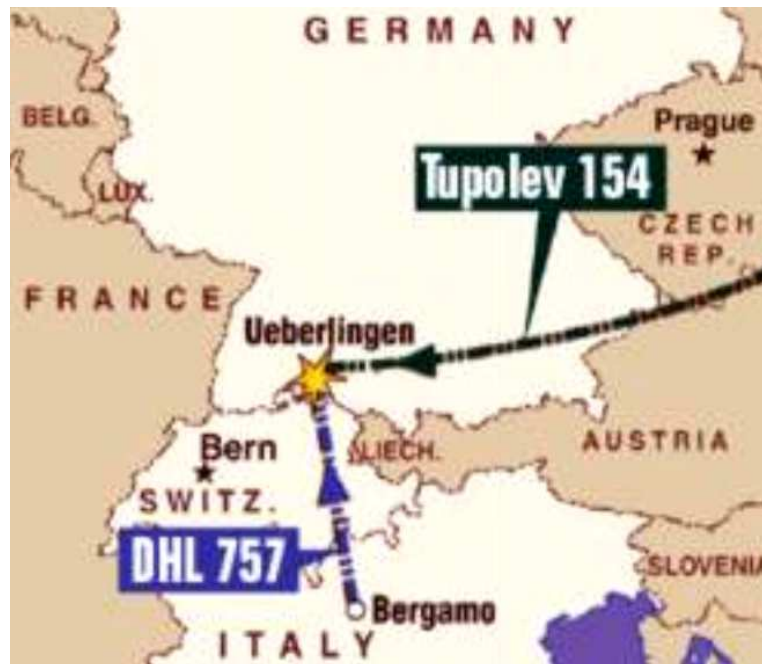 GERMANY
BELG.
Prague
Tupolev 154
LUX.
CZECH
REP.
FRANCE
Ueberlingen
Bern
LIECH.
AUSTRIA
SWITZ.
DHL 757
SLOVENIA
Bergamo
ITALY